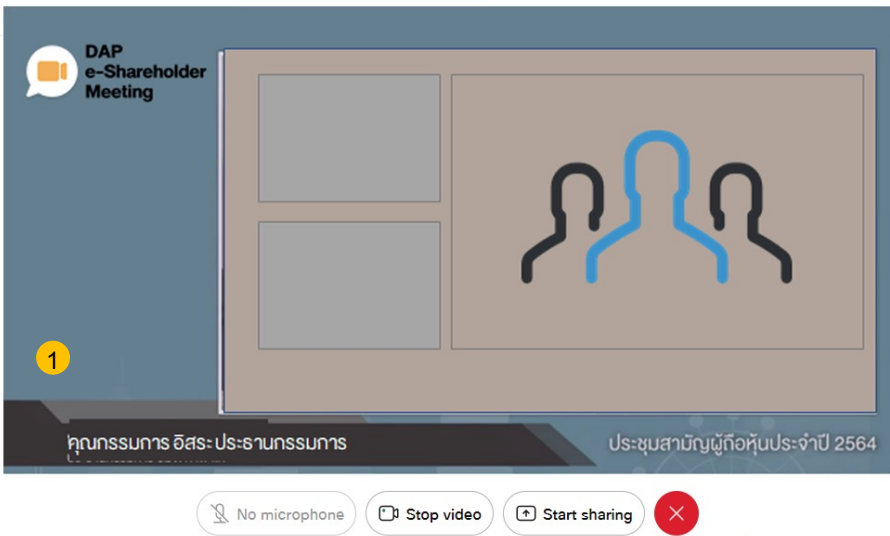 DAP
e-Shareholder
Meeting
1
คุณกรรมการ อิสระ ประธานกรรมการ
ประชุมสามัญผู้ถือหุ้นประจำปี 2564
No microphone
Stop video
Start sharing